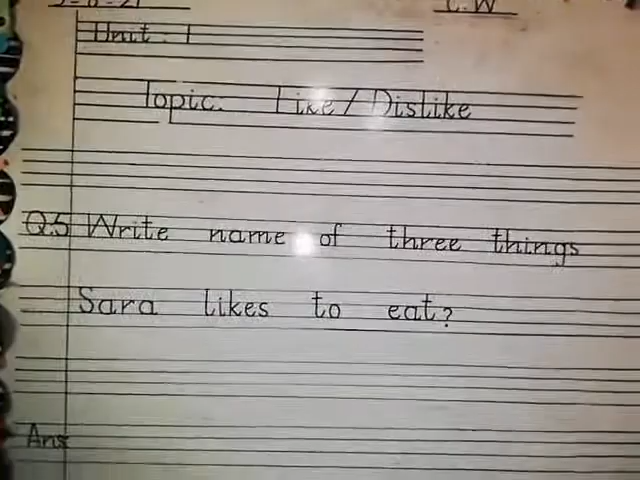 C.W
Unit : 1
Topic: Like / Dislike
Q.5 Write name of three things
Sara likes to eat?
Ans